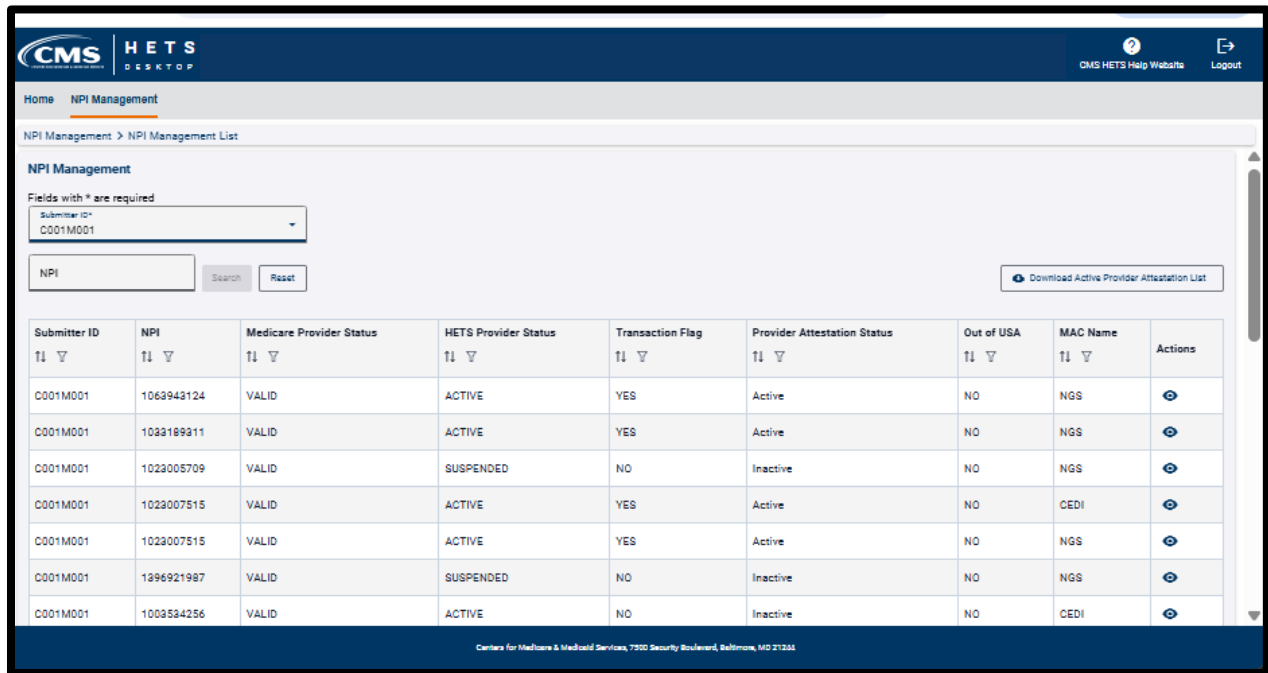 CMS
HETS
DESKTOP
CMS HETS Help Website
Logout
Home NPI Management
NPI Management > NPI Management List
NPI Management
Fields with * are required
Submitter ID*
C001M001
NPI
Search
Reset
Download Active Provider Attestation List
Submitter ID NPI Medicare Provider Status HETS Provider Status Transaction Flag Provider Attestation Status Out of USA MAC Name Actions
C001M001 1063943124 VALID ACTIVE YES Active NO NGS
C001M001 1033189311 VALID ACTIVE YES Active NO NGS
C001M001 1023005709 VALID SUSPENDED NO Inactive NO NGS
C001M001 1023007515 VALID ACTIVE YES Active NO CEDI
C001M001 1023007515 VALID ACTIVE YES Active NO NGS
C001M001 1396921987 VALID SUSPENDED NO Inactive NO NGS
C001M001 1003534256 VALID ACTIVE NO Inactive NO CEDI
Centers for Medicare & Medicaid Services, 7500 Security Boulevard, Baltimore, MD 21244